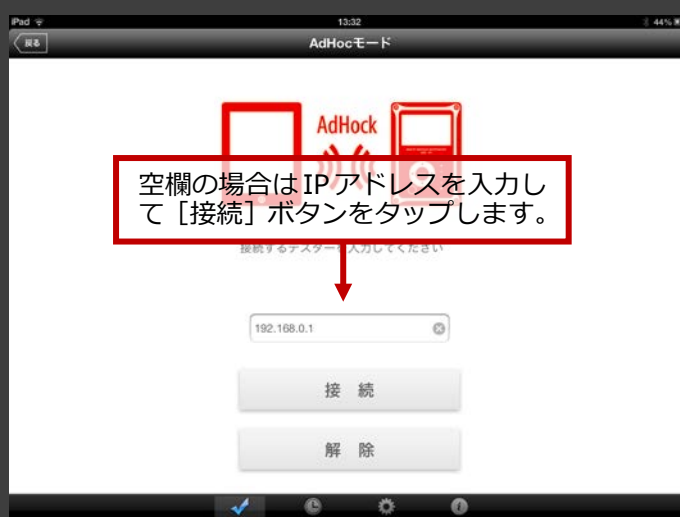 iPad 13:32 44%
戻る AdHocモード
AdHock
空欄の場合はIPアドレスを入力し
て［接続］ボタンをタップします。
接続するテスターを入力してください
192.168.0.1
接 続
解 除